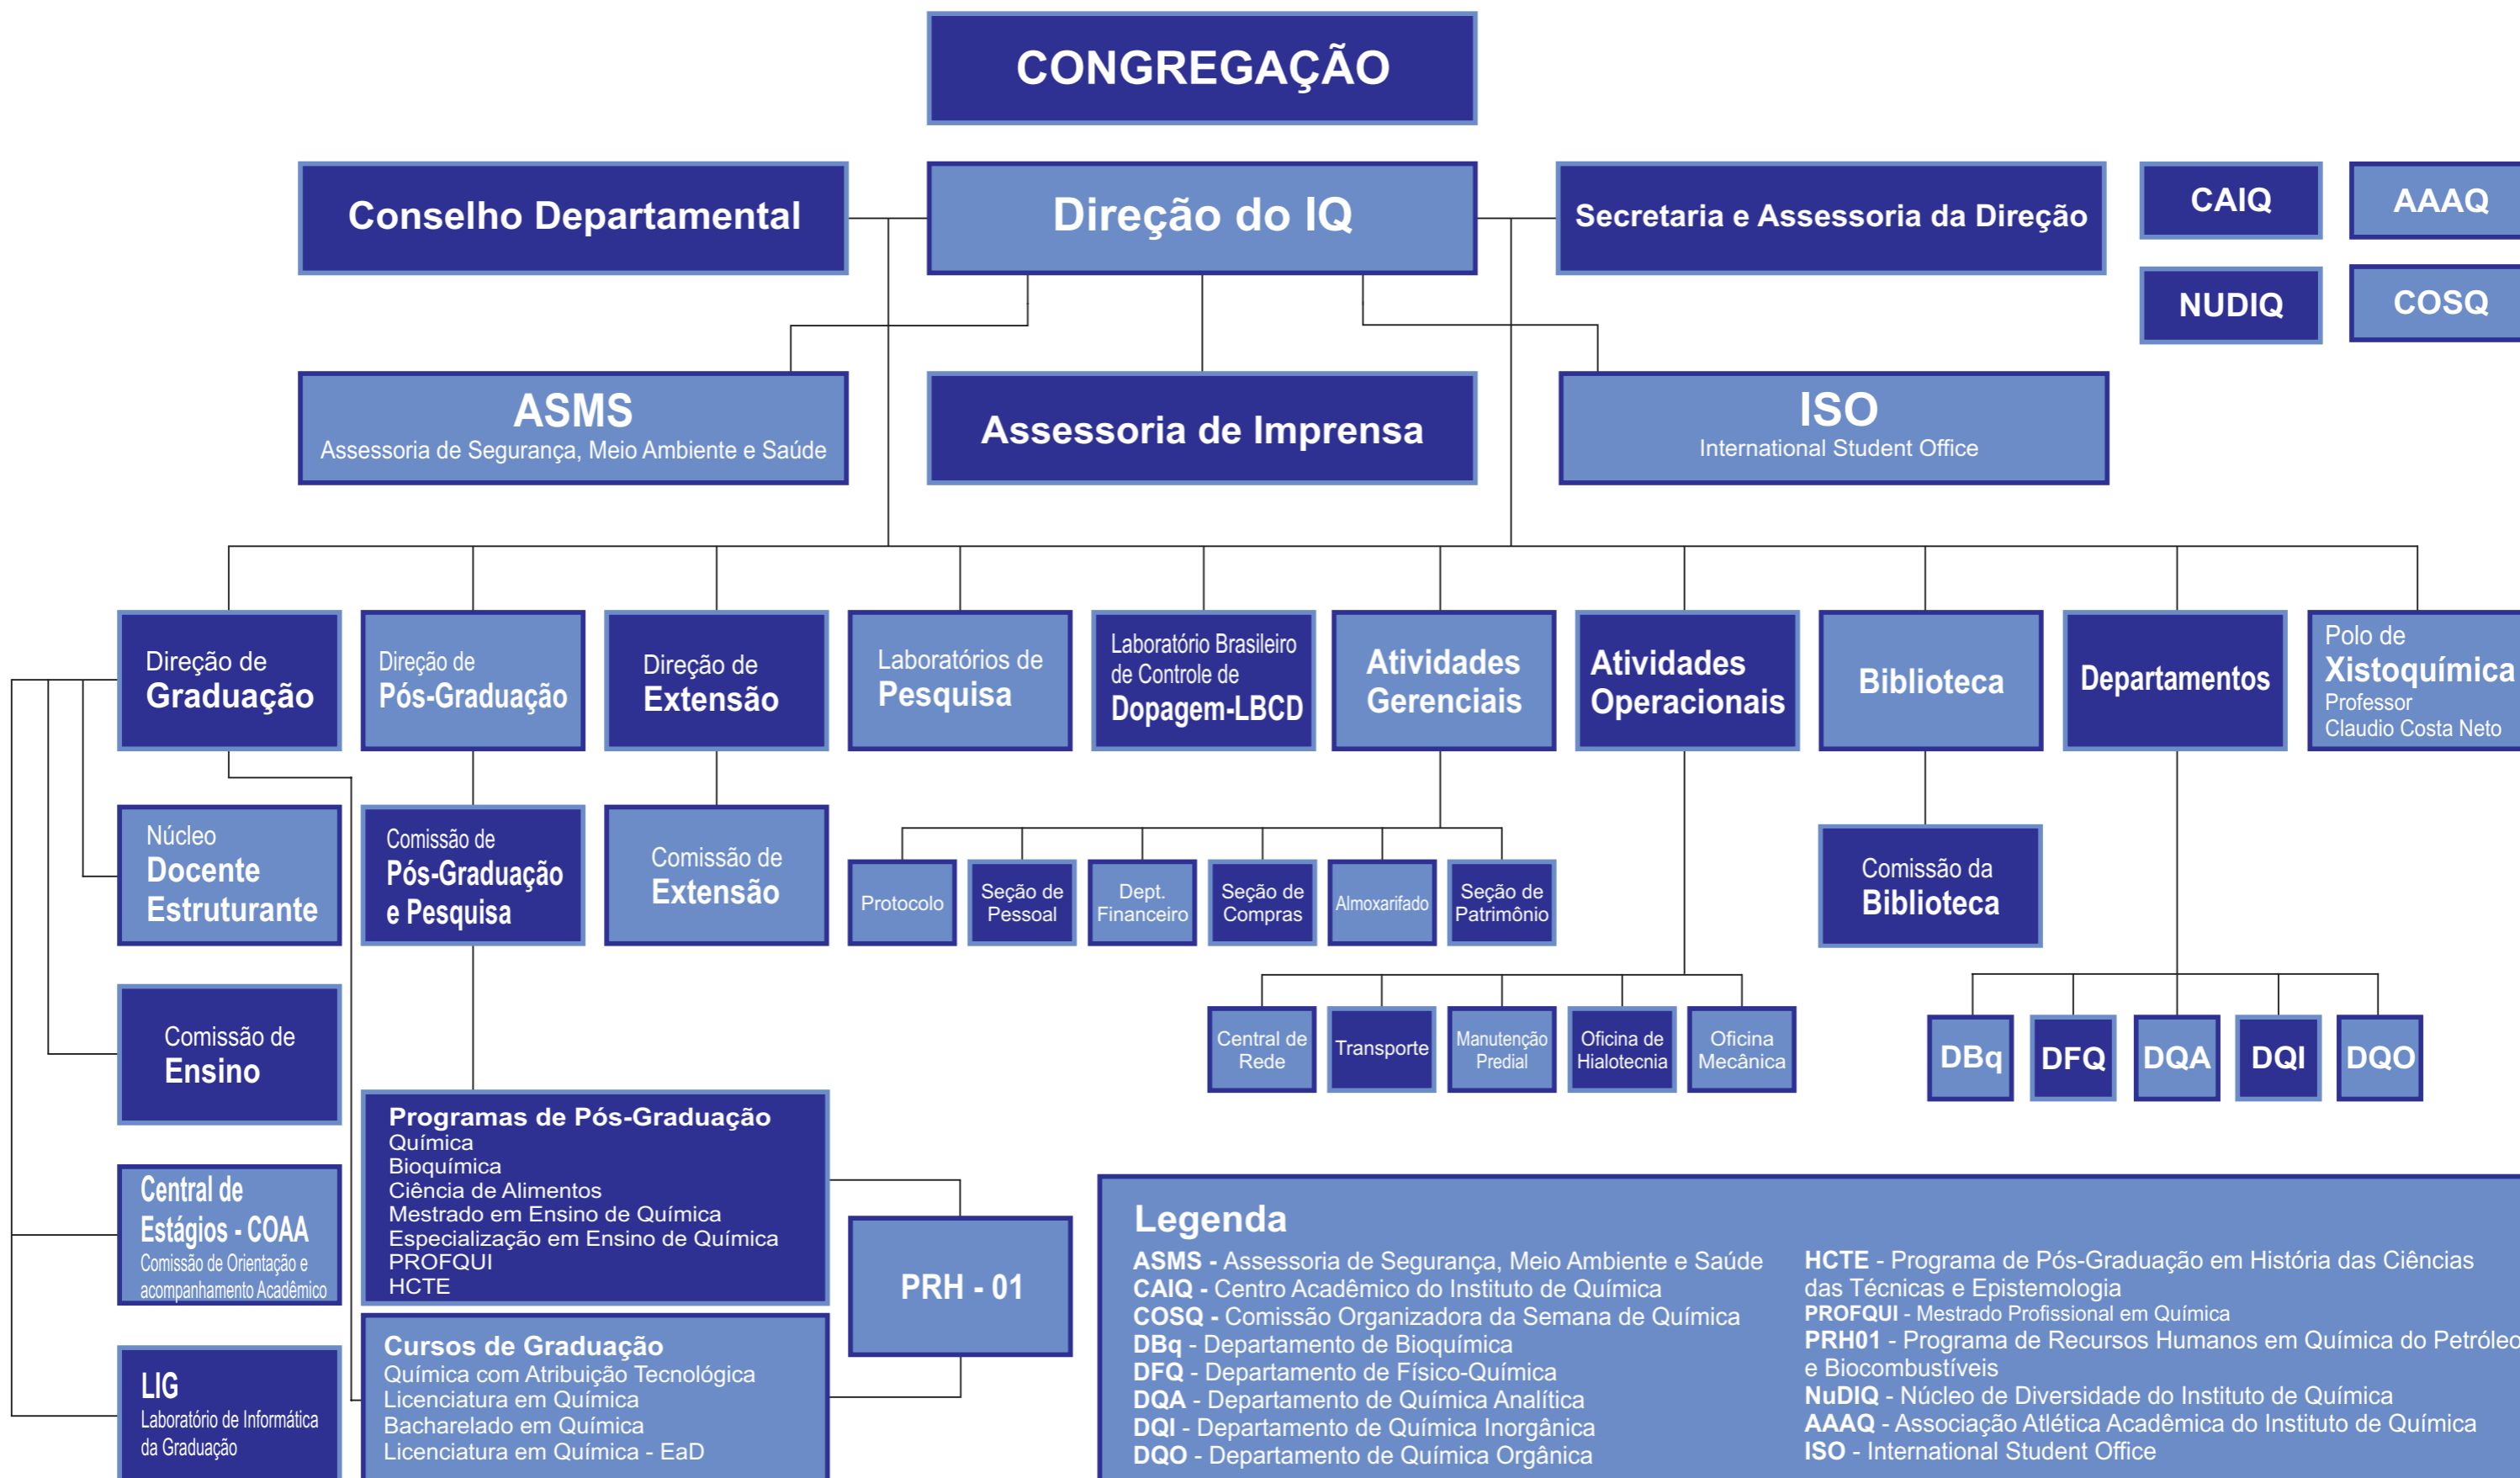 CONGREGAÇÃO
Conselho Departamental
Direção do IQ
Secretaria e Assessoria da Direção
CAIQ
AAAQ
NUDIQ
COSQ
ASMS
Assessoria de Segurança, Meio Ambiente e Saúde
Assessoria de Imprensa
ISO
International Student Office
Direção de
Graduação
Direção de
Pós-Graduação
Direção de
Extensão
Laboratórios de
Pesquisa
Laboratório Brasileiro
de Controle de
Dopagem-LBCD
Atividades
Gerenciais
Atividades
Operacionais
Biblioteca
Departamentos
Polo de
Xistoquímica
Professor
Claudio Costa Neto
Núcleo
Docente
Estruturante
Comissão de
Pós-Graduação
e Pesquisa
Comissão de
Extensão
Protocolo
Seção de
Pessoal
Dept.
Financeiro
Seção de
Compras
Almoxarifado
Seção de
Patrimônio
Comissão da
Biblioteca
Comissão de
Ensino
Central de
Rede
Transporte
Manutenção
Predial
Oficina de
Hialotecnia
Oficina
Mecânica
DBq
DFQ
DQA
DQI
DQO
Central de
Estágios - COAA
Comissão de Orientação e
acompanhamento Acadêmico
Programas de Pós-Graduação
Química
Bioquímica
Ciência de Alimentos
Mestrado em Ensino de Química
Especialização em Ensino de Química
PROFQUI
HCTE
PRH - 01
LIG
Laboratório de Informática
da Graduação
Cursos de Graduação
Química com Atribuição Tecnológica
Licenciatura em Química
Bacharelado em Química
Licenciatura em Química - EaD
Legenda
ASMS - Assessoria de Segurança, Meio Ambiente e Saúde
CAIQ - Centro Acadêmico do Instituto de Química
COSQ - Comissão Organizadora da Semana de Química
DBq - Departamento de Bioquímica
DFQ - Departamento de Físico-Química
DQA - Departamento de Química Analítica
DQI - Departamento de Química Inorgânica
DQO - Departamento de Química Orgânica
HCTE - Programa de Pós-Graduação em História das Ciências
das Técnicas e Epistemologia
PROFQUI - Mestrado Profissional em Química
PRH01 - Programa de Recursos Humanos em Química do Petróleo
e Biocombustíveis
NuDIQ - Núcleo de Diversidade do Instituto de Química
AAAQ - Associação Atlética Acadêmica do Instituto de Química
ISO - International Student Office